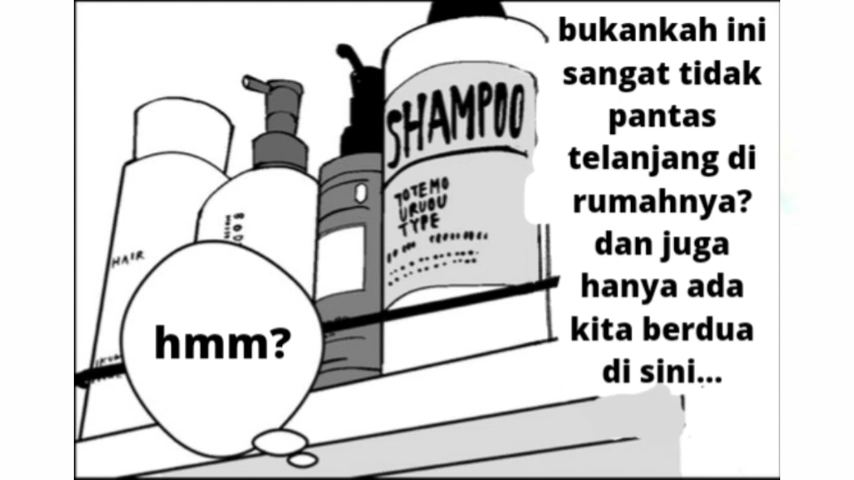 bukankah ini
sangat tidak
pantas
telanjang di
rumahnya?
dan juga
hanya ada
kita berdua
di sini...
SHAMPOO
TOTEMO
URUOU
TYPE
HAIR
hmm?